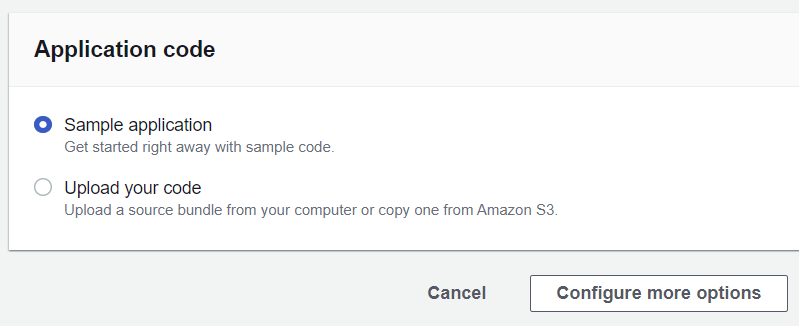 Application code
Sample application
Get started right away with sample code.
Upload your code
Upload a source bundle from your computer or copy one from Amazon S3.
Cancel
Configure more options